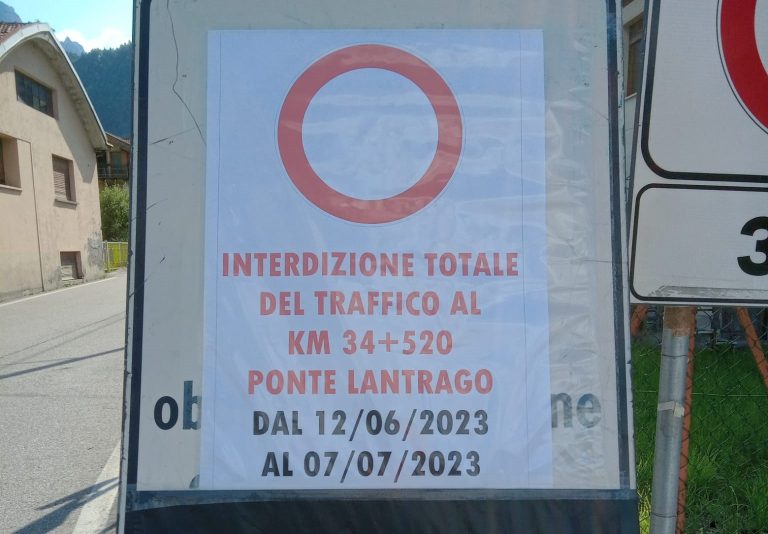 INTERDIZIONE TOTALE
DEL TRAFFICO AL
KM 34+520
PONTE LANTRAGO
DAL 12/06/2023
AL 07/07/2023